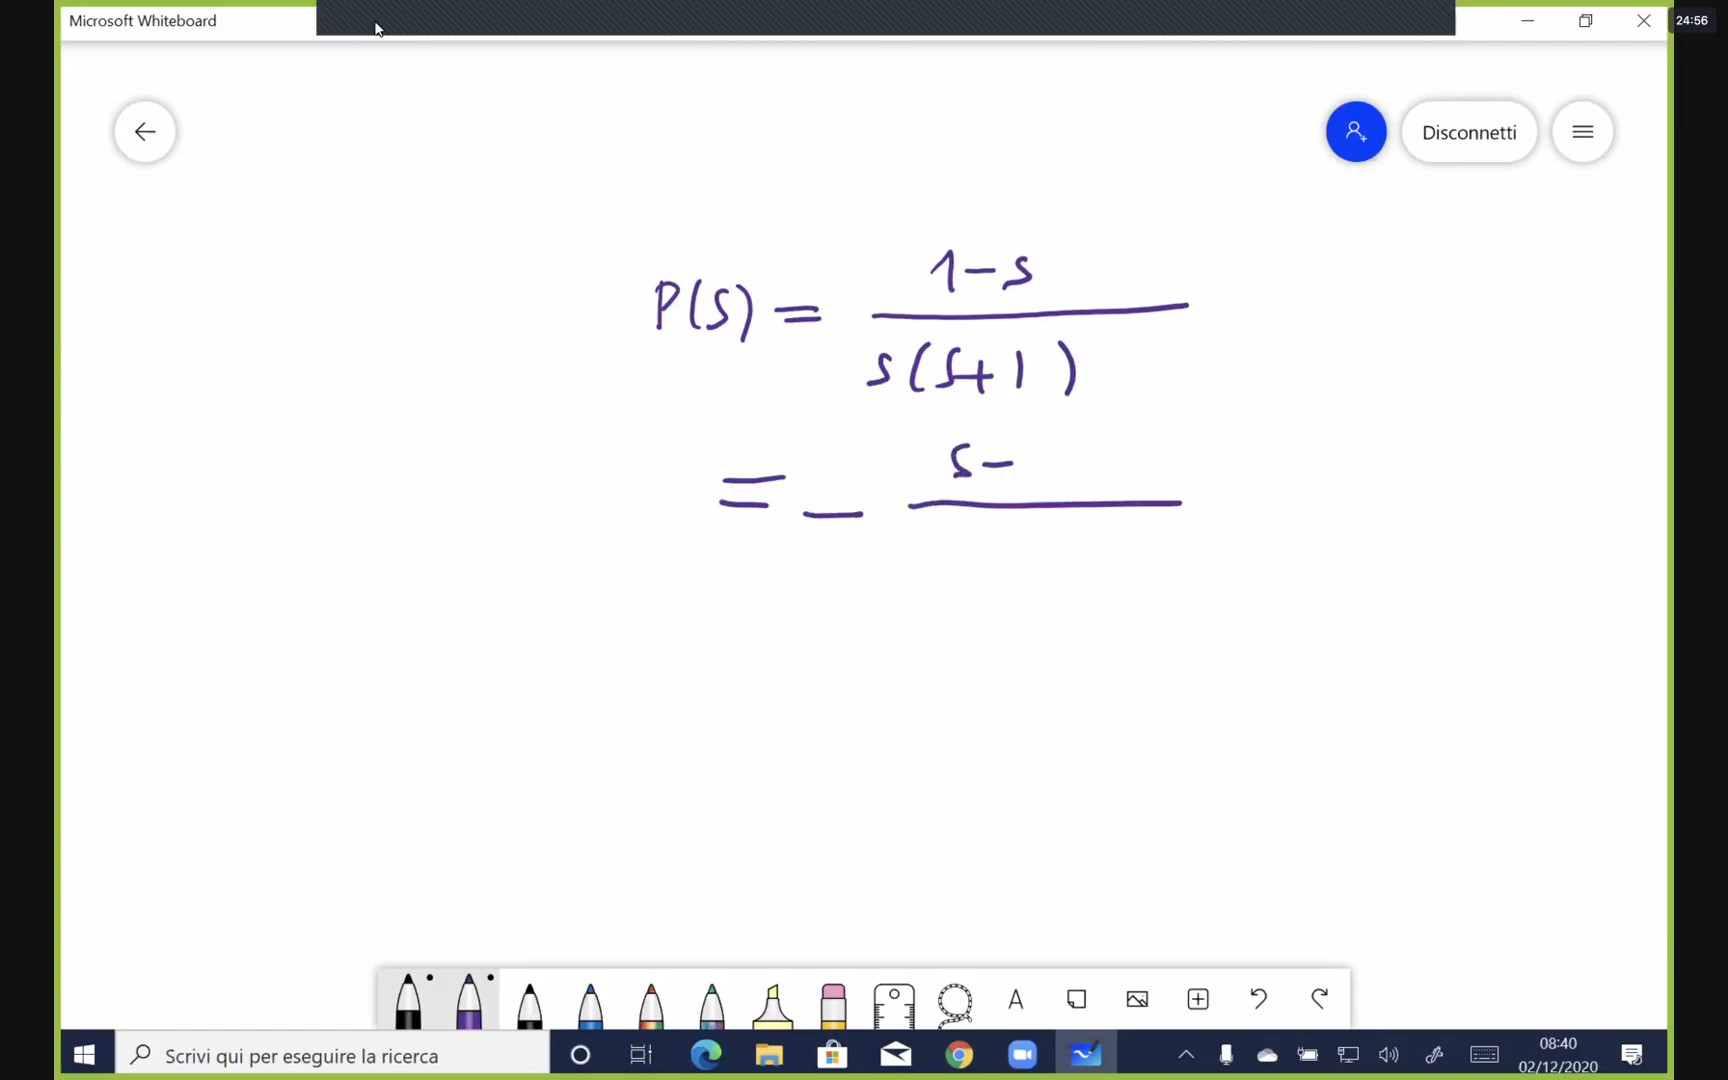 Microsoft Whiteboard
24:56
Disconnetti
P(s) = 1-s
s(s+1)
= - s-
A
Scrivi qui per eseguire la ricerca
08:40
02/12/2020